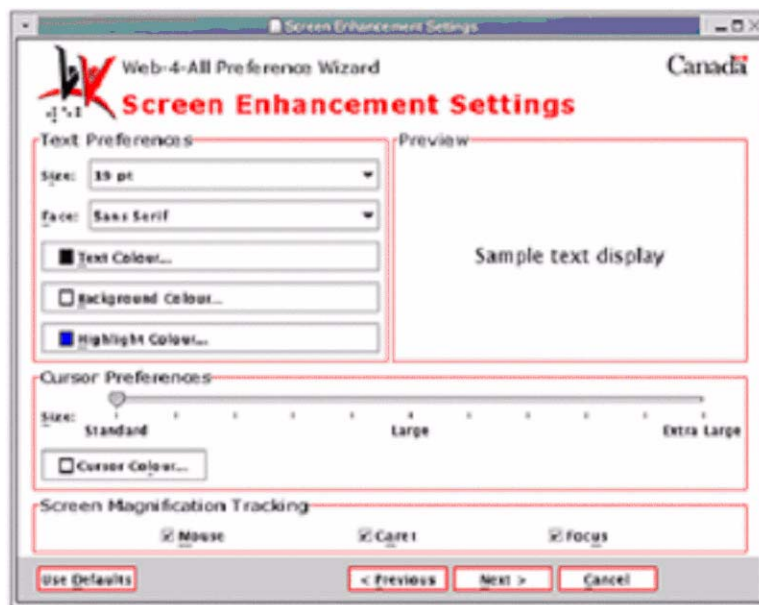 Screen Enhancement Settings
Web-4-All Preference Wizard
Canada
Screen Enhancement Settings
Text Preferences
Size: 19 pt
Face: Sans Serif
Text Colour...
Background Colour...
Highlight Colour...
Preview
Sample text display
Cursor Preferences
Size:
Standard Large Extra Large
Cursor Colour...
Screen Magnification Tracking
Mouse Caret Focus
Use Defaults < Previous Next > Cancel